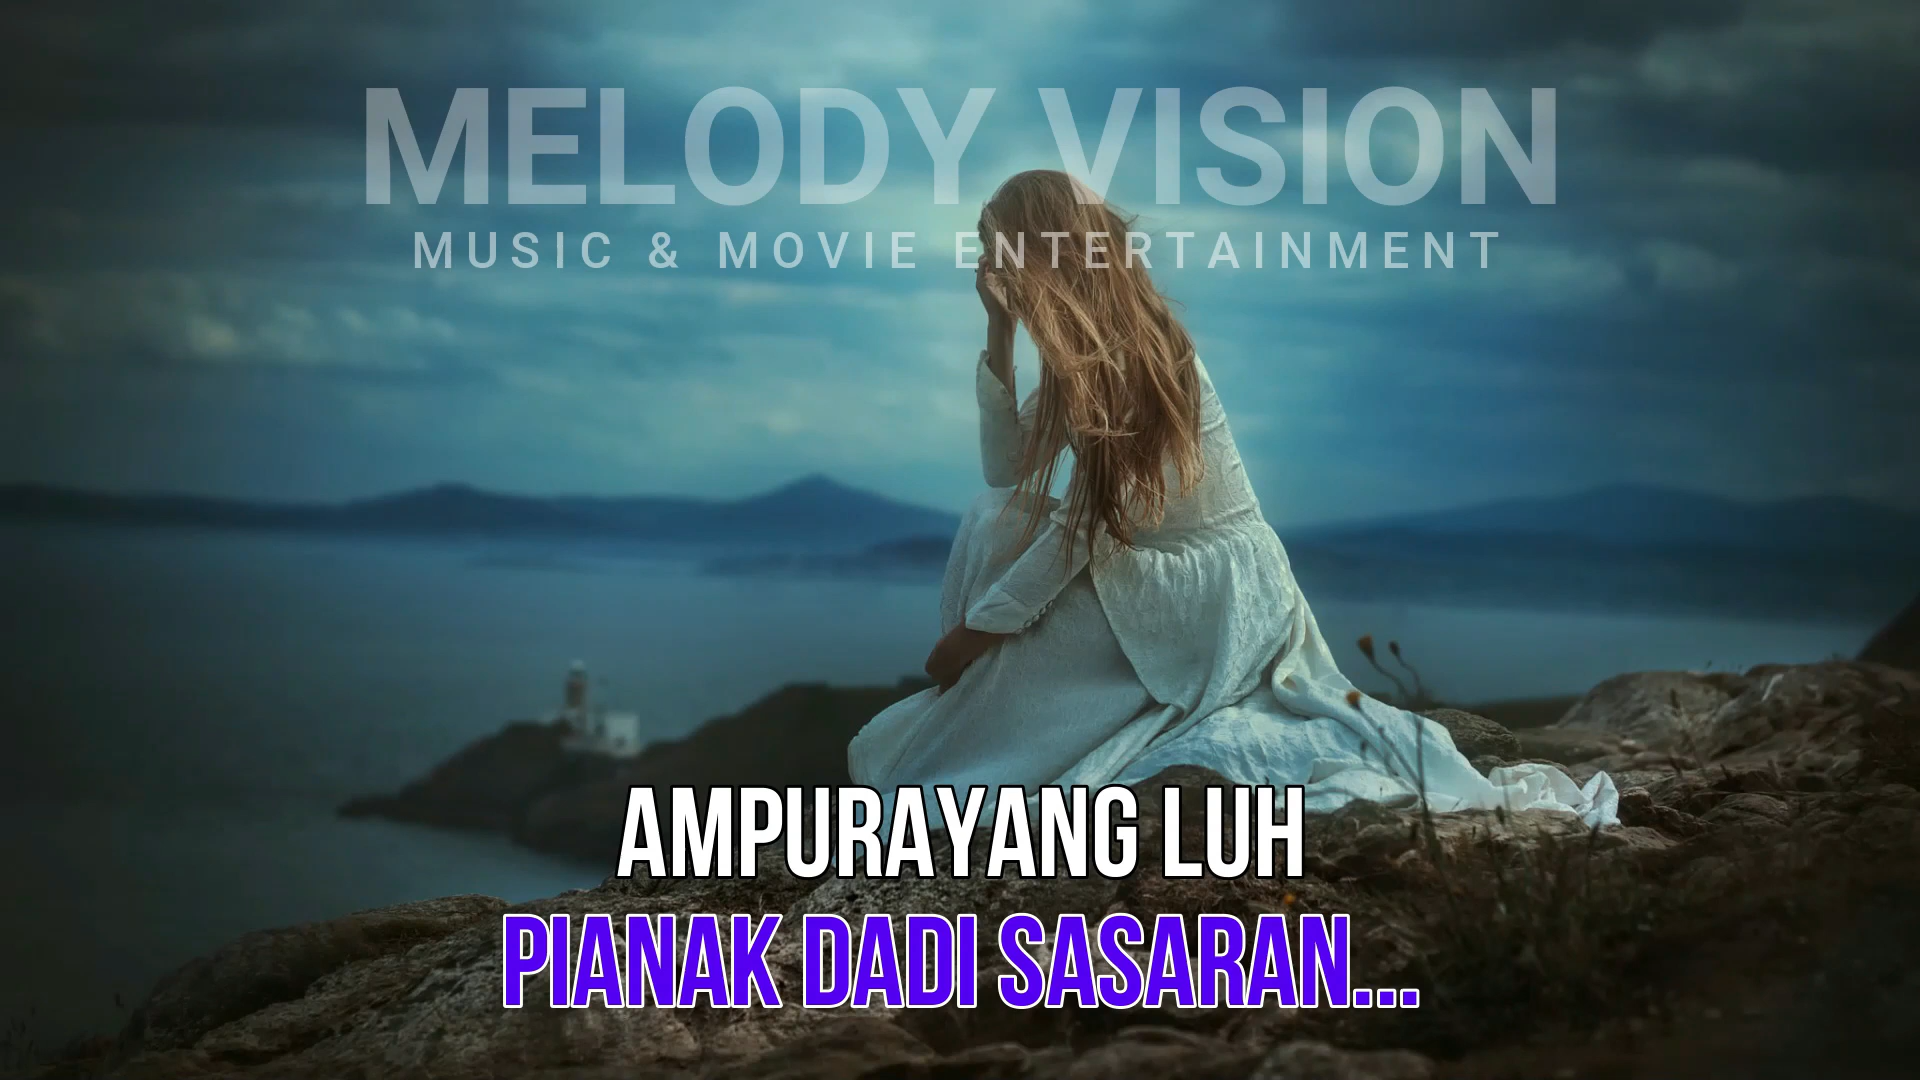 MELODY VISION
MUSIC & MOVIE ENTERTAINMENT
AMPURAYANG LUH
PIANAK DADI SASARAN...